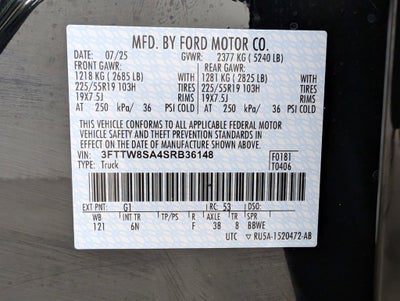 MFD. BY FORD MOTOR CO.
DATE: 07/25 GVWR: 2377 KG ( 5240 LB)
FRONT GAWR: REAR GAWR:
1218 KG ( 2685 LB) 1281 KG ( 2825 LB)
225/55R19 103H 225/55R19 103H
19X7.5J 19X7.5J
AT 250 kPa/ 36 PSI COLD AT 250 kPa/ 36 PSI COLD
THIS VEHICLE CONFORMS TO ALL APPLICABLE FEDERAL MOTOR
VEHICLE SAFETY AND THEFT PREVENTION STANDARDS IN
EFFECT ON THE DATE OF MANUFACTURE SHOWN ABOVE.
VIN: 3FTTW8SA4SRB36148 F0181
TYPE: Truck T0406
EXT PNT: G1 RC: 53 DSO:
WB INT TR TP/PS R AXLE TR SPR
121 6N F 38 8 BBWE
UTC ▽ RU5A-1520472-AB